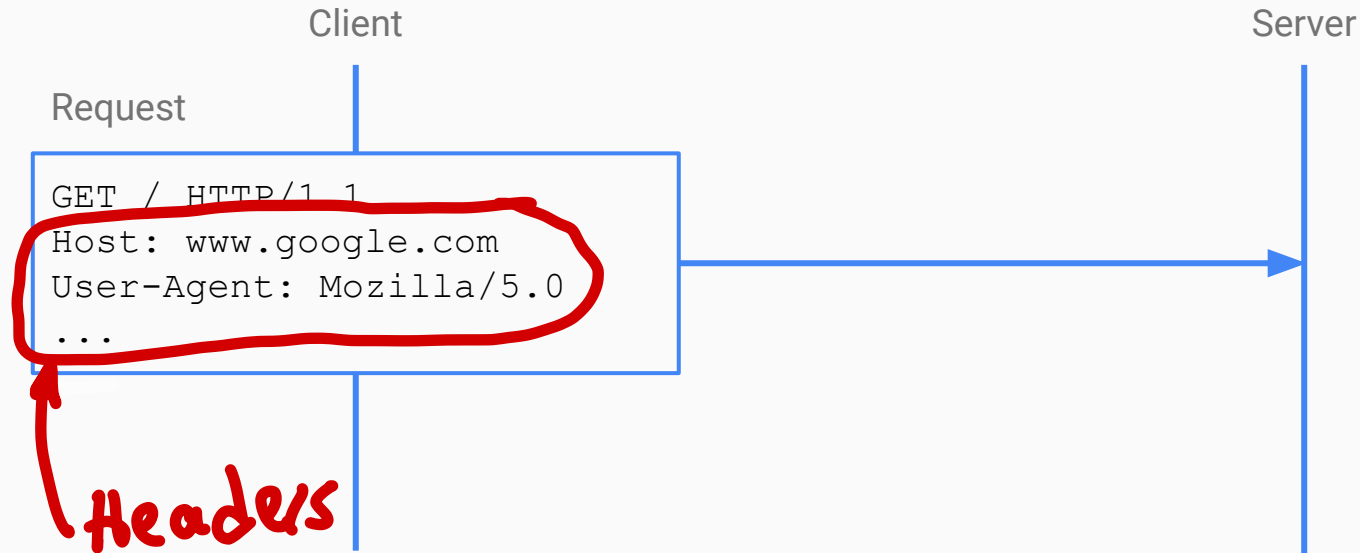 Client
Server
Request
GET / HTTP/1.1
Host: www.google.com
User-Agent: Mozilla/5.0
...
Headers